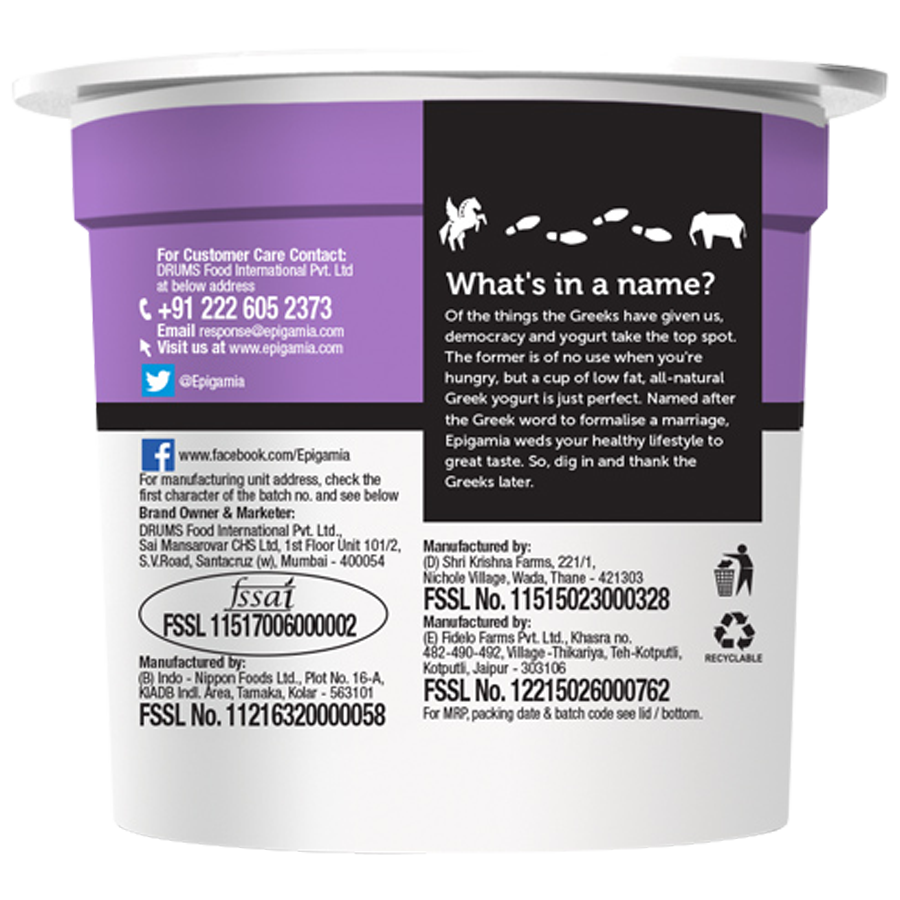 For Customer Care Contact:
DRUMS Food International Pvt. Ltd
at below address
+91 222 605 2373
Email response@epigamia.com
Visit us at www.epigamia.com
@Epigamia
www.facebook.com/Epigamia
For manufacturing unit address, check the
first character of the batch no. and see below
Brand Owner & Marketer:
DRUMS Food International Pvt. Ltd.,
Sai Mansarovar CHS Ltd, 1st Floor Unit 101/2,
S.V.Road, Santacruz (w), Mumbai - 400054
fssai
FSSL 11517006000002
Manufactured by:
(B) Indo - Nippon Foods Ltd., Plot No. 16-A,
KIADB Indl. Area, Tamaka, Kolar - 563101
FSSL No. 11216320000058
What's in a name?
Of the things the Greeks have given us,
democracy and yogurt take the top spot.
The former is of no use when you're
hungry, but a cup of low fat, all-natural
Greek yogurt is just perfect. Named after
the Greek word to formalise a marriage,
Epigamia weds your healthy lifestyle to
great taste. So, dig in and thank the
Greeks later.
Manufactured by:
(D) Shri Krishna Farms, 221/1,
Nichole Village, Wada, Thane - 421303
FSSL No. 11515023000328
Manufactured by:
(E) Fidelo Farms Pvt. Ltd., Khasra no.
482-490-492, Village -Thikariya, Teh-Kotputli,
Kotputli, Jaipur - 303106
FSSL No. 12215026000762
For MRP, packing date & batch code see lid / bottom.
RECYCLABLE